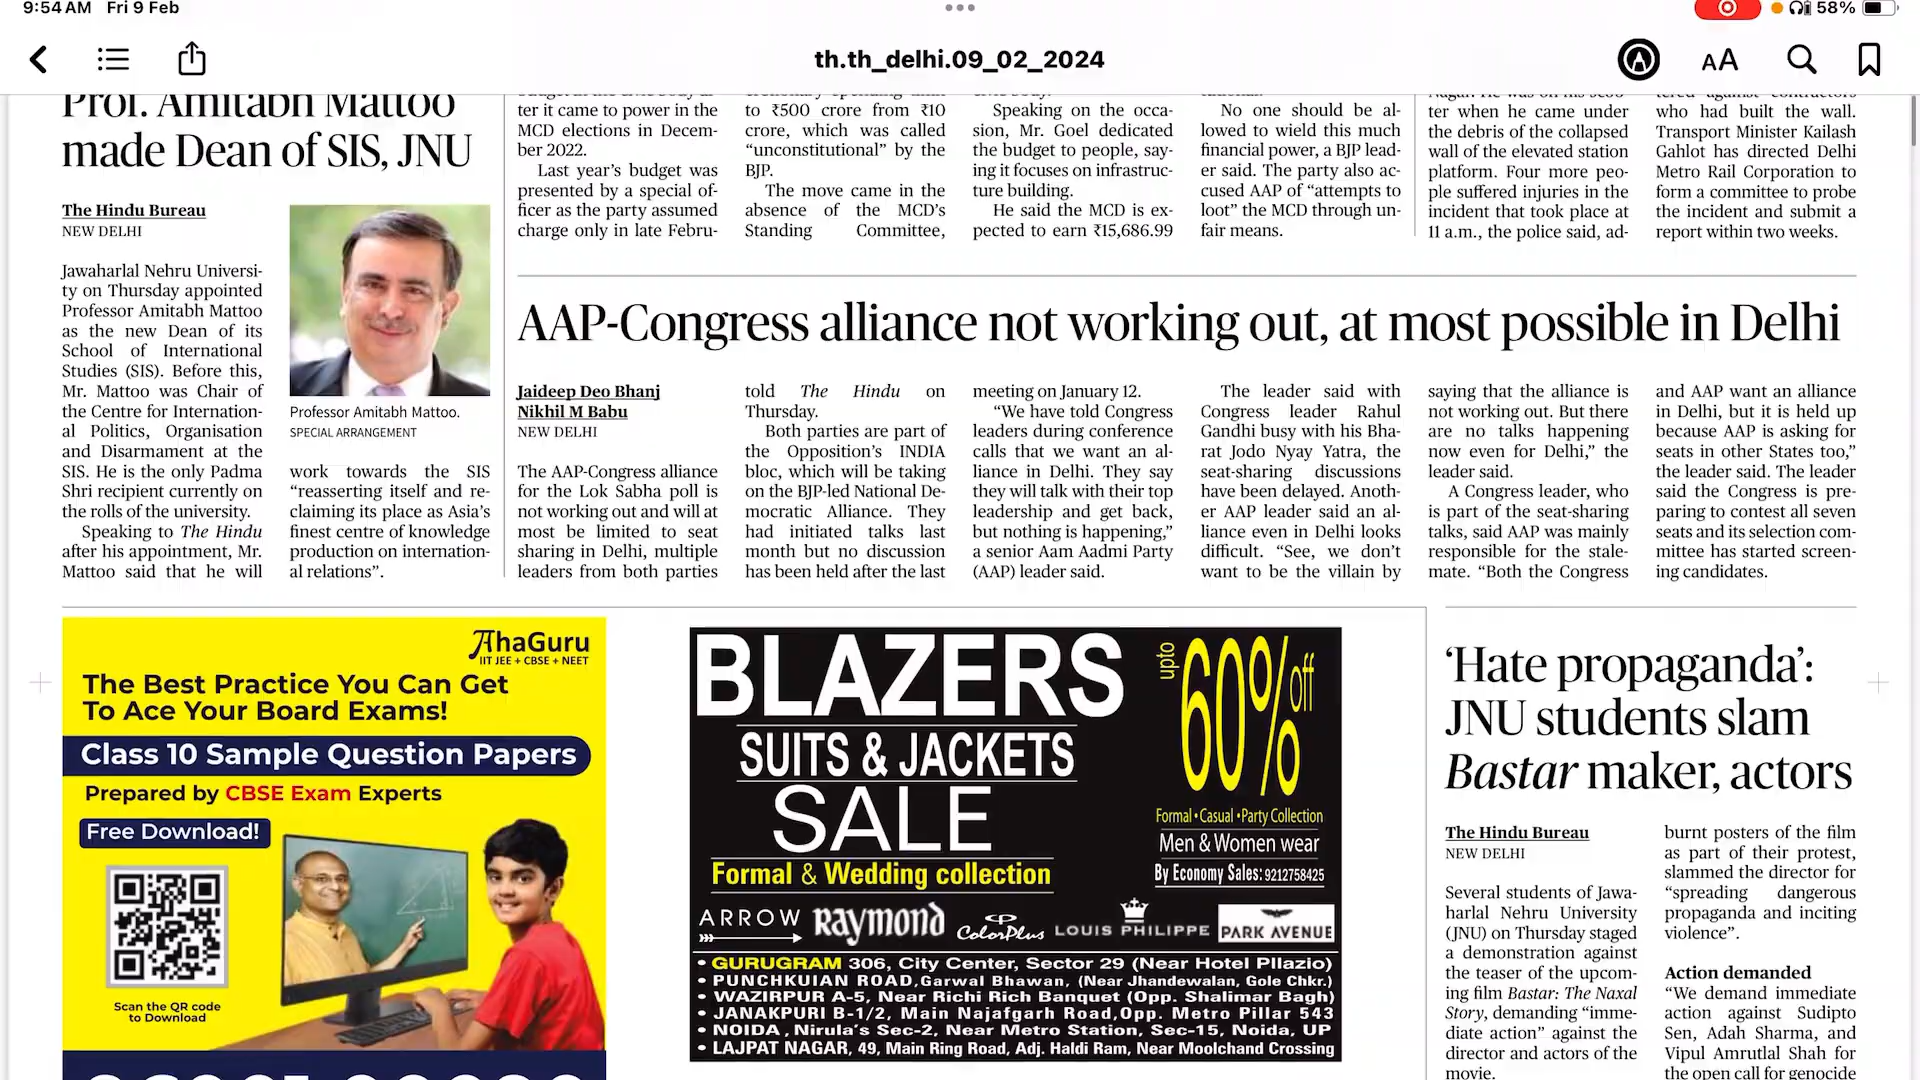 9:54 AM Fri 9 Feb
58%
th.th_delhi.09_02_2024
AA
Prof. Amitabh Mattoo
made Dean of SIS, JNU
The Hindu Bureau
NEW DELHI
Jawaharlal Nehru Universi-
ty on Thursday appointed
Professor Amitabh Mattoo
as the new Dean of its
School of International
Studies (SIS). Before this,
Mr. Mattoo was Chair of
the Centre for Internation-
al Politics, Organisation
and Disarmament at the
SIS. He is the only Padma
Shri recipient currently on
the rolls of the university.
Speaking to The Hindu
after his appointment, Mr.
Mattoo said that he will
Professor Amitabh Mattoo.
SPECIAL ARRANGEMENT
work towards the SIS
“reasserting itself and re-
claiming its place as Asia’s
finest centre of knowledge
production on internation-
al relations”.
ter it came to power in the
MCD elections in Decem-
ber 2022.
Last year’s budget was
presented by a special of-
ficer as the party assumed
charge only in late Febru-
to ₹500 crore from ₹10
crore, which was called
“unconstitutional” by the
BJP.
The move came in the
absence of the MCD’s
Standing Committee,
Speaking on the occa-
sion, Mr. Goel dedicated
the budget to people, say-
ing it focuses on infrastruc-
ture building.
He said the MCD is ex-
pected to earn ₹15,686.99
No one should be al-
lowed to wield this much
financial power, a BJP lead-
er said. The party also ac-
cused AAP of “attempts to
loot” the MCD through un-
fair means.
ter when he came under
the debris of the collapsed
wall of the elevated station
platform. Four more peo-
ple suffered injuries in the
incident that took place at
11 a.m., the police said, ad-
who had built the wall.
Transport Minister Kailash
Gahlot has directed Delhi
Metro Rail Corporation to
form a committee to probe
the incident and submit a
report within two weeks.
AAP-Congress alliance not working out, at most possible in Delhi
Jaideep Deo Bhanj
Nikhil M Babu
NEW DELHI
The AAP-Congress alliance
for the Lok Sabha poll is
not working out and will at
most be limited to seat
sharing in Delhi, multiple
leaders from both parties
told The Hindu on
Thursday.
Both parties are part of
the Opposition’s INDIA
bloc, which will be taking
on the BJP-led National De-
mocratic Alliance. They
had initiated talks last
month but no discussion
has been held after the last
meeting on January 12.
“We have told Congress
leaders during conference
calls that we want an al-
liance in Delhi. They say
they will talk with their top
leadership and get back,
but nothing is happening,”
a senior Aam Aadmi Party
(AAP) leader said.
The leader said with
Congress leader Rahul
Gandhi busy with his Bha-
rat Jodo Nyay Yatra, the
seat-sharing discussions
have been delayed. Anoth-
er AAP leader said an al-
liance even in Delhi looks
difficult. “See, we don’t
want to be the villain by
saying that the alliance is
not working out. But there
are no talks happening
now even for Delhi,” the
leader said.
A Congress leader, who
is part of the seat-sharing
talks, said AAP was mainly
responsible for the stale-
mate. “Both the Congress
and AAP want an alliance
in Delhi, but it is held up
because AAP is asking for
seats in other States too,”
the leader said. The leader
said the Congress is pre-
paring to contest all seven
seats and its selection com-
mittee has started screen-
ing candidates.
AhaGuru
IIT JEE + CBSE + NEET
The Best Practice You Can Get
To Ace Your Board Exams!
Class 10 Sample Question Papers
Prepared by CBSE Exam Experts
Free Download!
Scan the QR code
to Download
BLAZERS
SUITS & JACKETS
SALE
Formal & Wedding collection
upto 60% off
Formal • Casual • Party Collection
Men & Women wear
By Economy Sales: 9212758425
ARROW Raymond ColorPlus LOUIS PHILIPPE PARK AVENUE
• GURUGRAM 306, City Center, Sector 29 (Near Hotel Pllazio)
• PUNCHKUIAN ROAD,Garwal Bhawan, (Near Jhandewalan, Gole Chkr.)
• WAZIRPUR A-5, Near Richi Rich Banquet (Opp. Shalimar Bagh)
• JANAKPURI B-1/2, Main Najafgarh Road,Opp. Metro Pillar 543
• NOIDA, Nirula’s Sec-2, Near Metro Station, Sec-15, Noida, UP
• LAJPAT NAGAR, 49, Main Ring Road, Adj. Haldi Ram, Near Moolchand Crossing
‘Hate propaganda’:
JNU students slam
Bastar maker, actors
The Hindu Bureau
NEW DELHI
Several students of Jawa-
harlal Nehru University
(JNU) on Thursday staged
a demonstration against
the teaser of the upcom-
ing film Bastar: The Naxal
Story, demanding “imme-
diate action” against the
director and actors of the
movie.
burnt posters of the film
as part of their protest,
slammed the director for
“spreading dangerous
propaganda and inciting
violence”.
Action demanded
“We demand immediate
action against Sudipto
Sen, Adah Sharma, and
Vipul Amrutlal Shah for
the open call for genocide